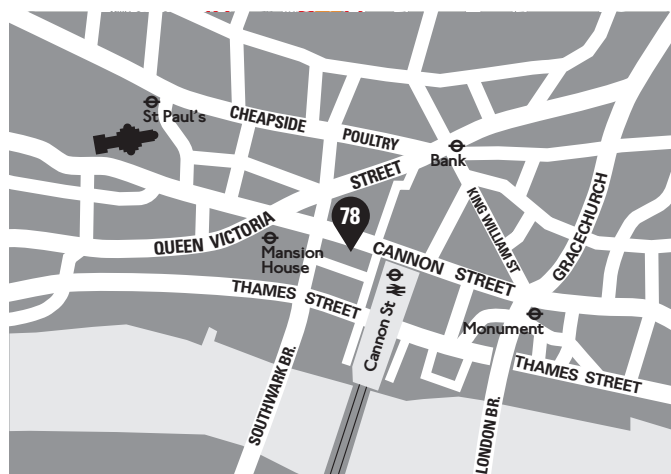 St Paul's
CHEAPSIDE
POULTRY
Bank
STREET
QUEEN VICTORIA
78
KING WILLIAM ST
GRACECHURCH
Mansion
House
CANNON STREET
THAMES STREET
Cannon St
Monument
THAMES STREET
SOUTHWARK BR.
LONDON BR.